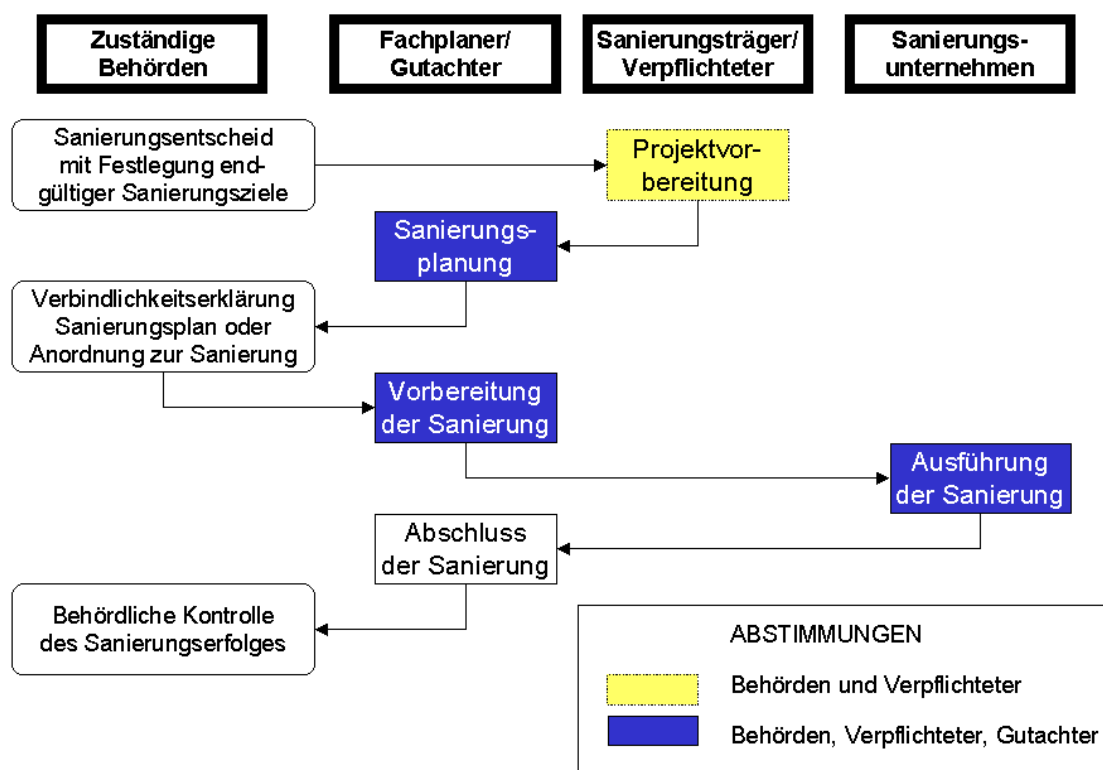 Zuständige
Behörden
Fachplaner/
Gutachter
Sanierungsträger/
Verpflichteter
Sanierungs-
unternehmen
Sanierungsentscheid
mit Festlegung end-
gültiger Sanierungsziele
Projektvor-
bereitung
Sanierungs-
planung
Verbindlichkeitserklärung
Sanierungsplan oder
Anordnung zur Sanierung
Vorbereitung
der Sanierung
Ausführung
der Sanierung
Abschluss
der Sanierung
Behördliche Kontrolle
des Sanierungserfolges
ABSTIMMUNGEN
Behörden und Verpflichteter
Behörden, Verpflichteter, Gutachter